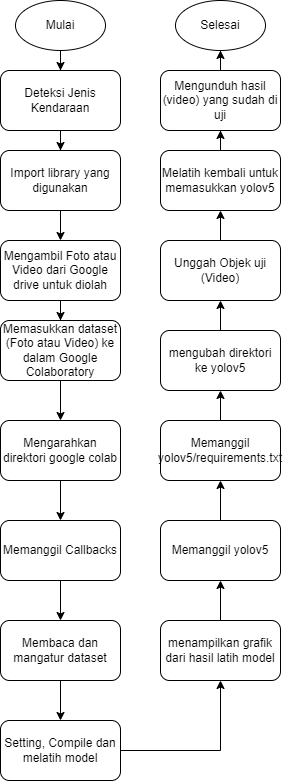 Mulai
Deteksi Jenis
Kendaraan
Import library yang
digunakan
Mengambil Foto atau
Video dari Google
drive untuk diolah
Memasukkan dataset
(Foto atau Video) ke
dalam Google
Colaboratory
Mengarahkan
direktori google colab
Memanggil Callbacks
Membaca dan
mangatur dataset
Setting, Compile dan
melatih model
menampilkan grafik
dari hasil latih model
Memanggil yolov5
Memanggil
yolov5/requirements.txt
mengubah direktori
ke yolov5
Unggah Objek uji
(Video)
Melatih kembali untuk
memasukkan yolov5
Mengunduh hasil
(video) yang sudah di
uji
Selesai